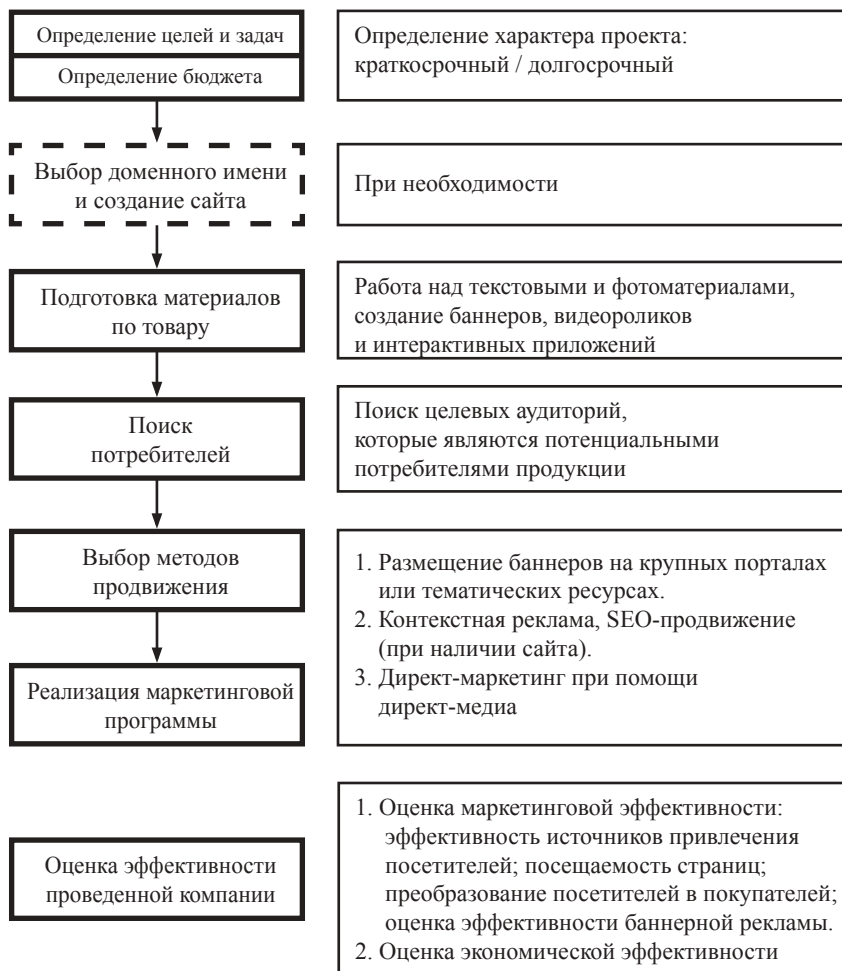 Определение целей и задач
Определение бюджета
Определение характера проекта:
краткосрочный / долгосрочный
Выбор доменного имени
и создание сайта
При необходимости
Подготовка материалов
по товару
Работа над текстовыми и фотоматериалами,
создание баннеров, видеороликов
и интерактивных приложений
Поиск
потребителей
Поиск целевых аудиторий,
которые являются потенциальными
потребителями продукции
Выбор методов
продвижения
Реализация маркетинговой
программы
1. Размещение баннеров на крупных порталах
или тематических ресурсах.
2. Контекстная реклама, SEO-продвижение
(при наличии сайта).
3. Директ-маркетинг при помощи
директ-медиа
Оценка эффективности
проведенной компании
1. Оценка маркетинговой эффективности:
эффективность источников привлечения
посетителей; посещаемость страниц;
преобразование посетителей в покупателей;
оценка эффективности баннерной рекламы.
2. Оценка экономической эффективности